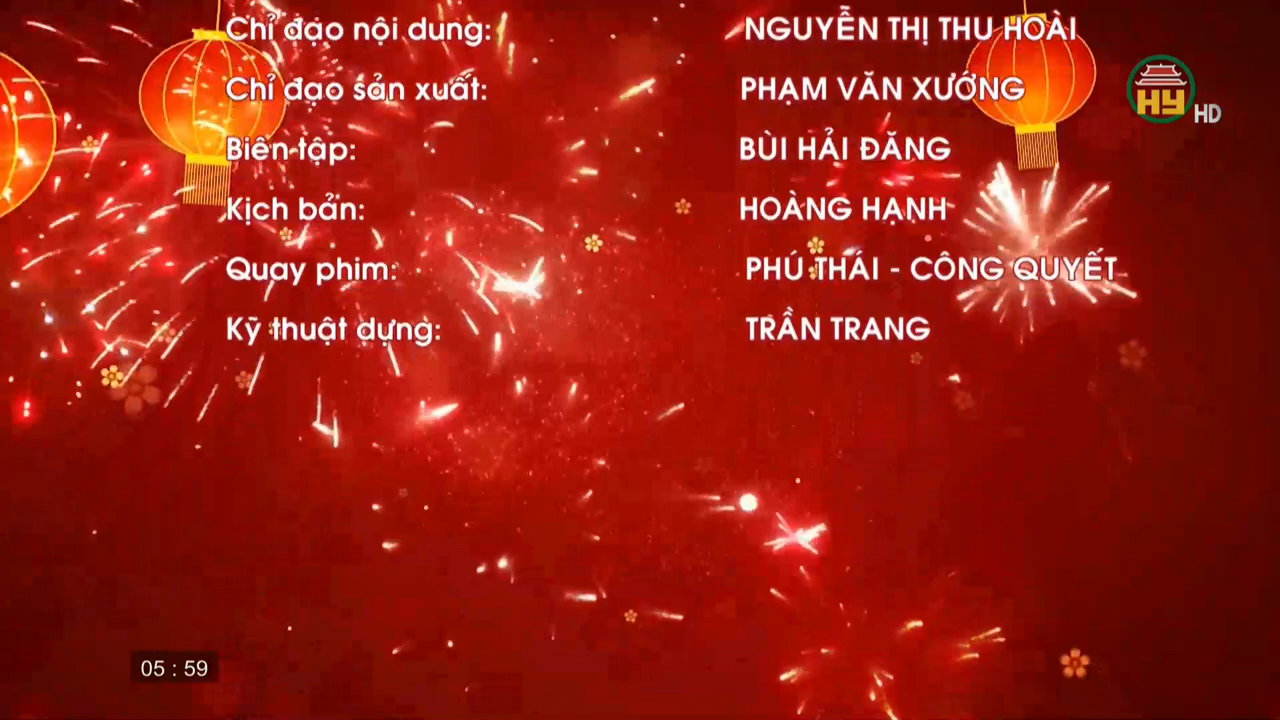 Chỉ đạo nội dung: NGUYỄN THỊ THU HOÀI
Chỉ đạo sản xuất: PHẠM VĂN XƯỚNG
Biên tập: BÙI HẢI ĐĂNG
Kịch bản: HOÀNG HẠNH
Quay phim: PHÚ THÁI - CÔNG QUYẾT
Kỹ thuật dựng: TRẦN TRANG
HY HD
05 : 59